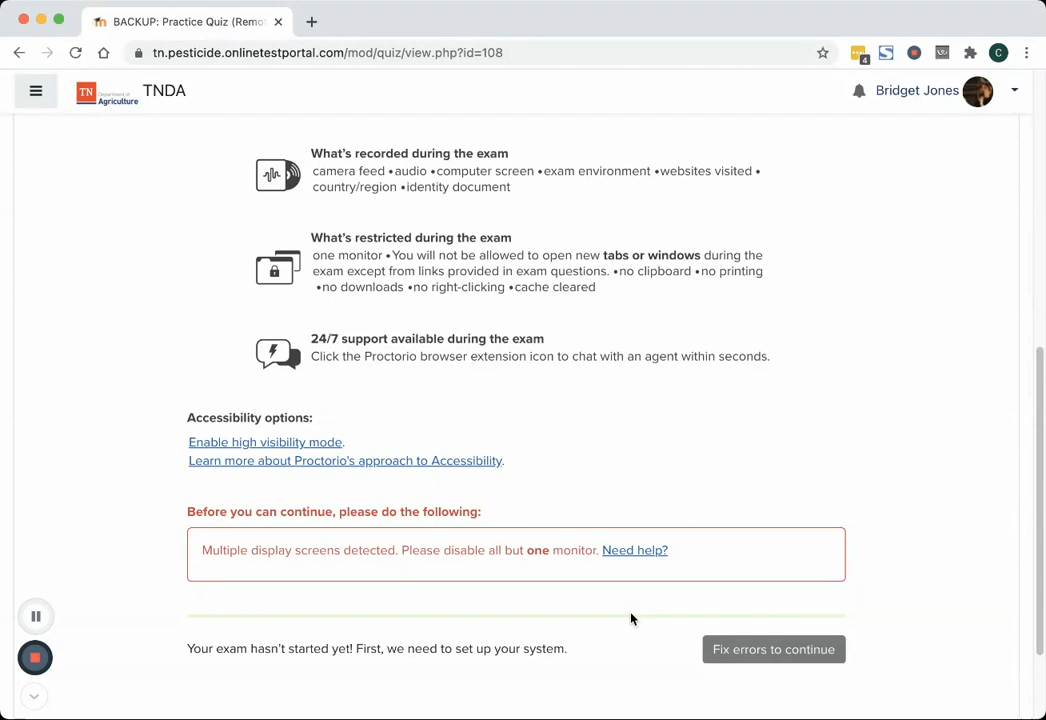 BACKUP: Practice Quiz (Remo
tn.pesticide.onlinetestportal.com/mod/quiz/view.php?id=108
4
C
TN
Department of
Agriculture
TNDA
Bridget Jones
What's recorded during the exam
camera feed •audio •computer screen •exam environment •websites visited •
country/region •identity document
What's restricted during the exam
one monitor •You will not be allowed to open new tabs or windows during the
exam except from links provided in exam questions. •no clipboard •no printing
•no downloads •no right-clicking •cache cleared
24/7 support available during the exam
Click the Proctorio browser extension icon to chat with an agent within seconds.
Accessibility options:
Enable high visibility mode.
Learn more about Proctorio's approach to Accessibility.
Before you can continue, please do the following:
Multiple display screens detected. Please disable all but one monitor. Need help?
Your exam hasn't started yet! First, we need to set up your system.
Fix errors to continue